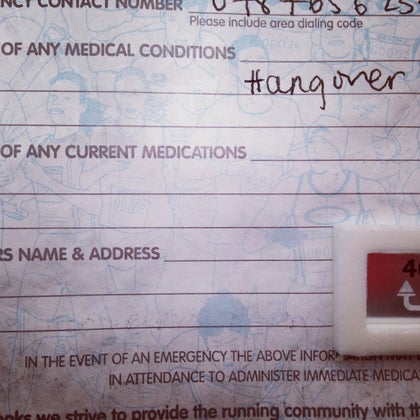 NCY CONTACT NUMBER
Please include area dialing code
OF ANY MEDICAL CONDITIONS
Hangover
OF ANY CURRENT MEDICATIONS
RS NAME & ADDRESS
4
IN THE EVENT OF AN EMERGENCY THE ABOVE INFOR
IN ATTENDANCE TO ADMINISTER IMMEDIATE MEDICA
oks we strive to provide the running community with t